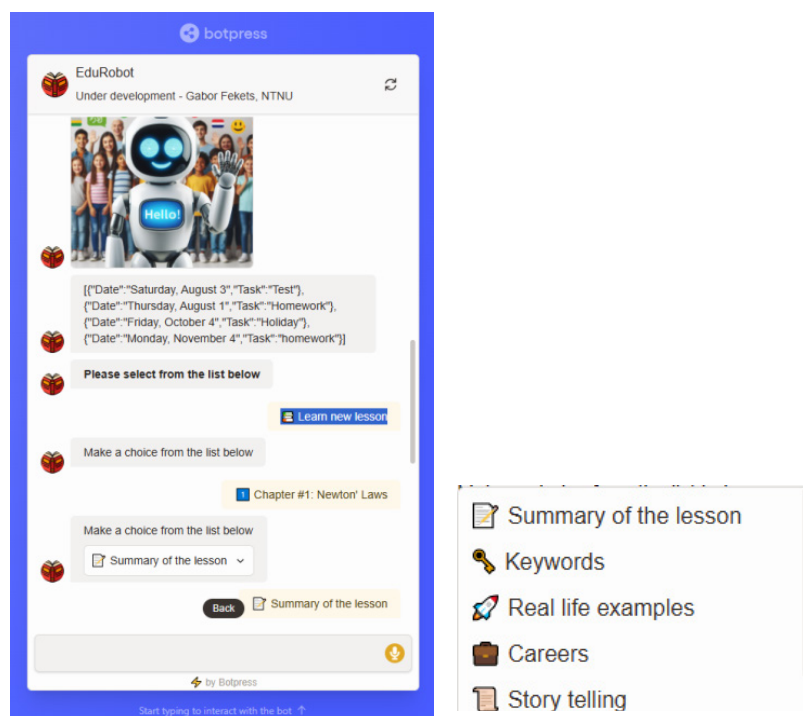 botpress
EduRobot
Under development - Gabor Fekets, NTNU
Hello!
[{"Date":"Saturday, August 3","Task":"Test"},
{"Date":"Thursday, August 1","Task":"Homework"},
{"Date":"Friday, October 4","Task":"Holiday"},
{"Date":"Monday, November 4","Task":"homework"}]
Please select from the list below
Learn new lesson
Make a choice from the list below
1 Chapter #1: Newton' Laws
Make a choice from the list below
Summary of the lesson
Back
Summary of the lesson
by Botpress
Start typing to interact with the bot ↑
Summary of the lesson
Keywords
Real life examples
Careers
Story telling